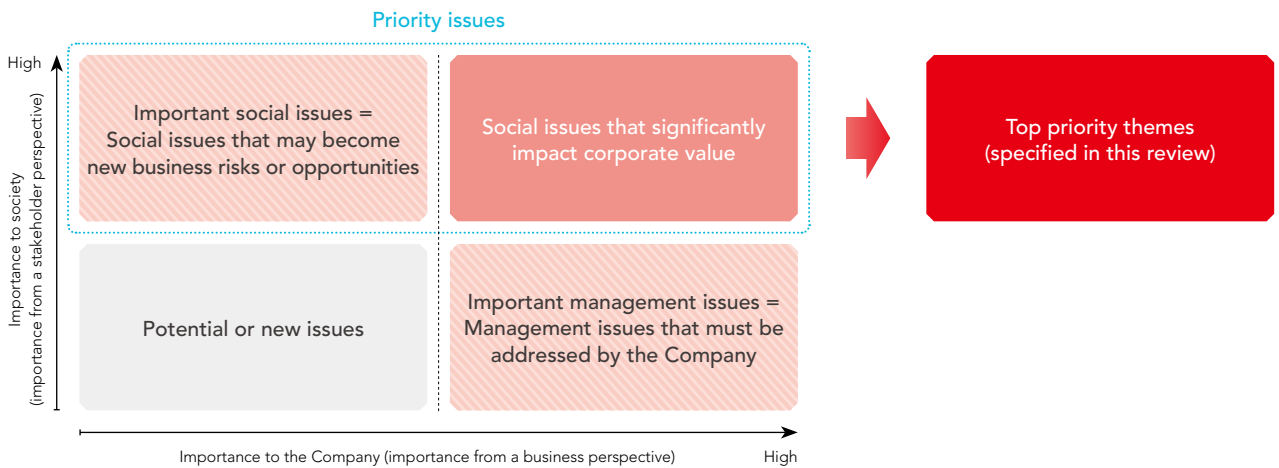 Priority issues
High
Importance to society
(importance from a stakeholder perspective)
Important social issues =
Social issues that may become
new business risks or opportunities
Social issues that significantly
impact corporate value
Top priority themes
(specified in this review)
Potential or new issues
Important management issues =
Management issues that must be
addressed by the Company
Importance to the Company (importance from a business perspective)
High